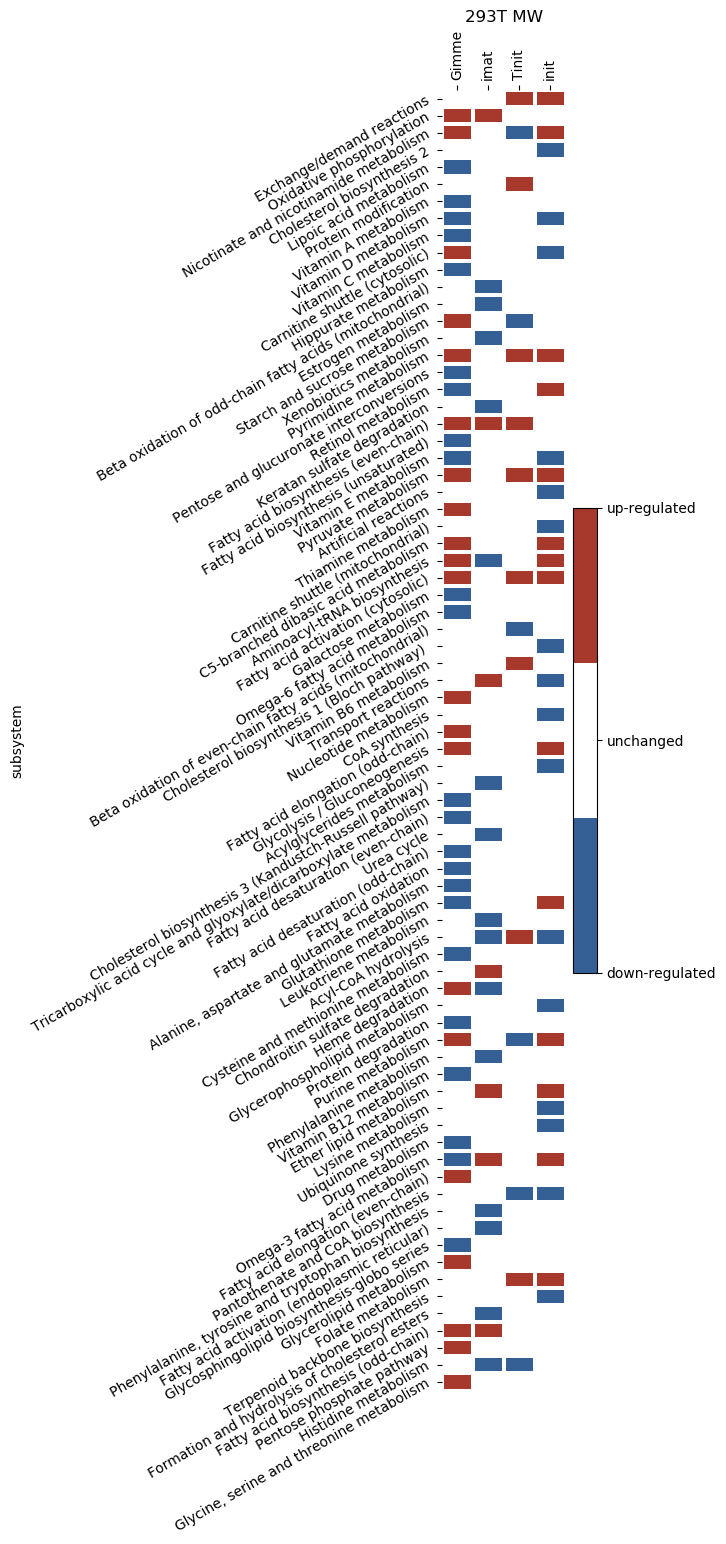 293T MW
Gimme
imat
Tinit
init
Exchange/demand reactions
Oxidative phosphorylation
Nicotinate and nicotinamide metabolism
Cholesterol biosynthesis 2
Lipoic acid metabolism
Protein modification
Vitamin A metabolism
Vitamin D metabolism
Vitamin C metabolism
Carnitine shuttle (cytosolic)
Hippurate metabolism
Beta oxidation of odd-chain fatty acids (mitochondrial)
Estrogen metabolism
Starch and sucrose metabolism
Xenobiotics metabolism
Pyrimidine metabolism
Pentose and glucuronate interconversions
Retinol metabolism
Keratan sulfate degradation
Fatty acid biosynthesis (even-chain)
Fatty acid biosynthesis (unsaturated)
Vitamin E metabolism
Pyruvate metabolism
Artificial reactions
Thiamine metabolism
Carnitine shuttle (mitochondrial)
C5-branched dibasic acid metabolism
Aminoacyl-tRNA biosynthesis
Fatty acid activation (cytosolic)
Galactose metabolism
Omega-6 fatty acid metabolism
Beta oxidation of even-chain fatty acids (mitochondrial)
Cholesterol biosynthesis 1 (Bloch pathway)
Vitamin B6 metabolism
Transport reactions
Nucleotide metabolism
CoA synthesis
Fatty acid elongation (odd-chain)
Glycolysis / Gluconeogenesis
Acylglycerides metabolism
Cholesterol biosynthesis 3 (Kandustch-Russell pathway)
Tricarboxylic acid cycle and glyoxylate/dicarboxylate metabolism
Fatty acid desaturation (even-chain)
Urea cycle
Fatty acid desaturation (odd-chain)
Fatty acid oxidation
Alanine, aspartate and glutamate metabolism
Glutathione metabolism
Leukotriene metabolism
Acyl-CoA hydrolysis
Cysteine and methionine metabolism
Chondroitin sulfate degradation
Heme degradation
Glycerophospholipid metabolism
Protein degradation
Purine metabolism
Phenylalanine metabolism
Vitamin B12 metabolism
Ether lipid metabolism
Lysine metabolism
Ubiquinone synthesis
Drug metabolism
Omega-3 fatty acid metabolism
Fatty acid elongation (even-chain)
Pantothenate and CoA biosynthesis
Phenylalanine, tyrosine and tryptophan biosynthesis
Fatty acid activation (endoplasmic reticular)
Glycosphingolipid biosynthesis-globo series
Glycerolipid metabolism
Folate metabolism
Terpenoid backbone biosynthesis
Formation and hydrolysis of cholesterol esters
Fatty acid biosynthesis (odd-chain)
Pentose phosphate pathway
Histidine metabolism
Glycine, serine and threonine metabolism
subsystem
up-regulated
unchanged
down-regulated